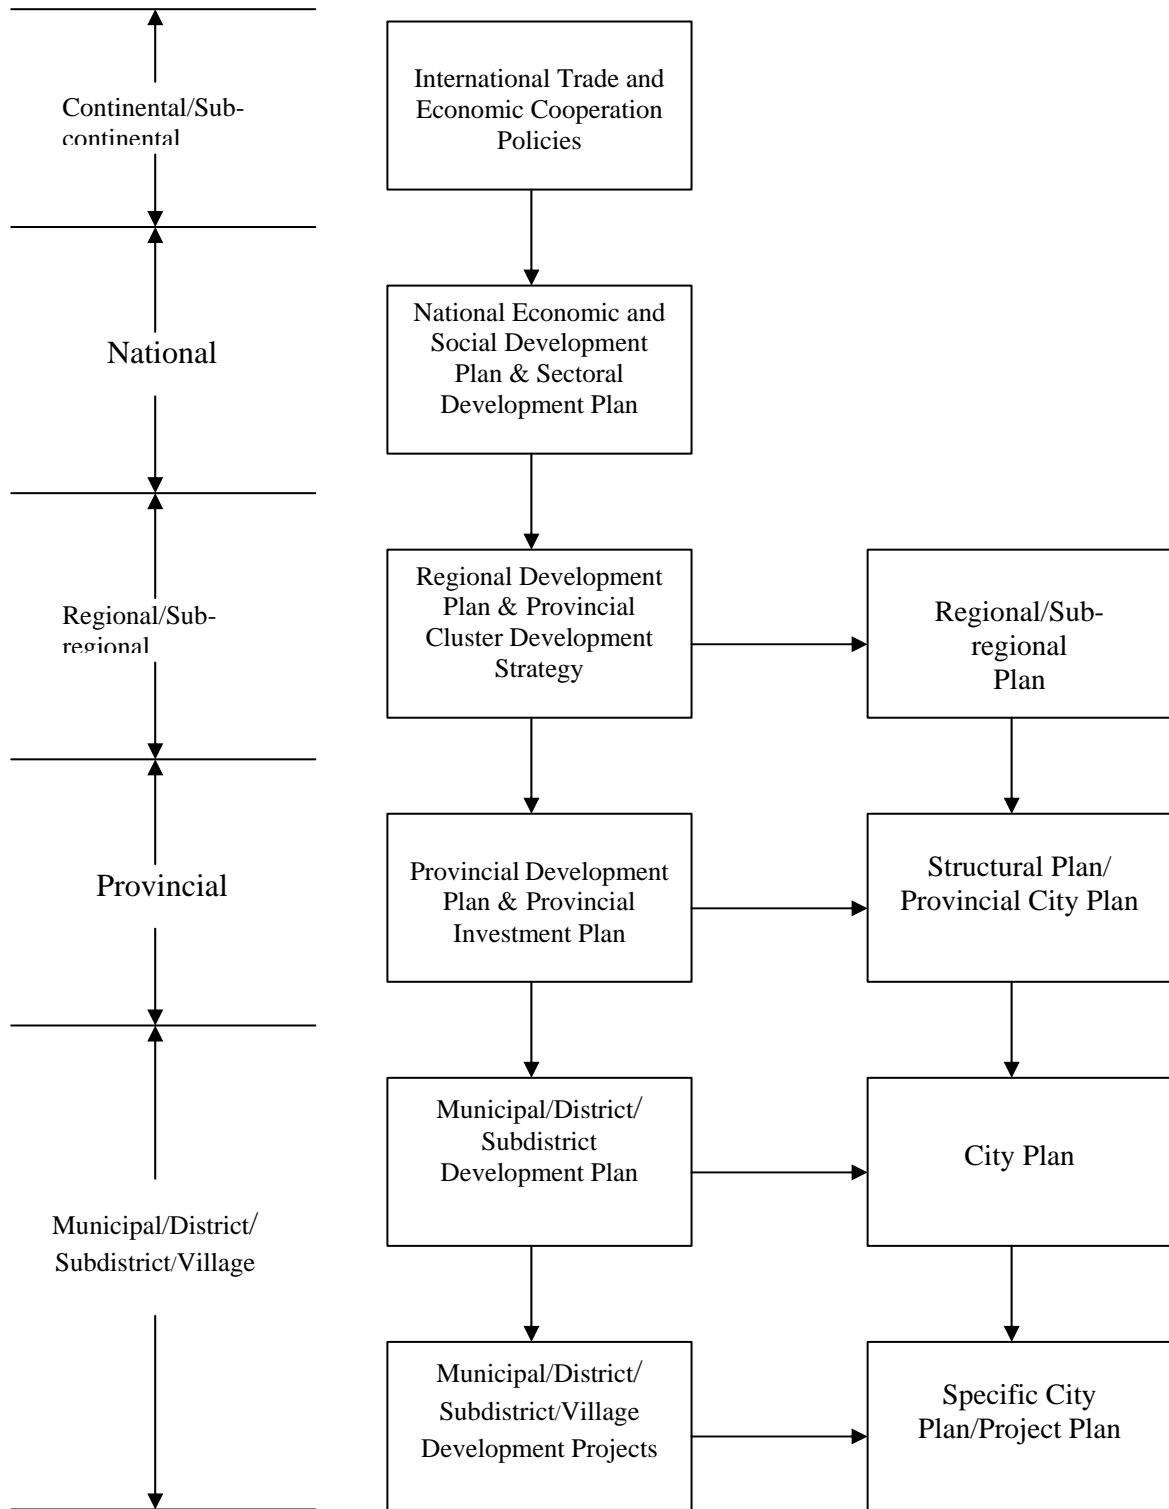 International Trade and
Economic Cooperation
Policies
Continental/Sub-
continental
National Economic and
Social Development
Plan & Sectoral
Development Plan
National
Regional Development
Plan & Provincial
Cluster Development
Strategy
Regional/Sub-
regional
Plan
Regional/Sub-
regional
Provincial Development
Plan & Provincial
Investment Plan
Structural Plan/
Provincial City Plan
Provincial
Municipal/District/
Subdistrict
Development Plan
City Plan
Municipal/District/
Subdistrict/Village
Municipal/District/
Subdistrict/Village
Development Projects
Specific City
Plan/Project Plan